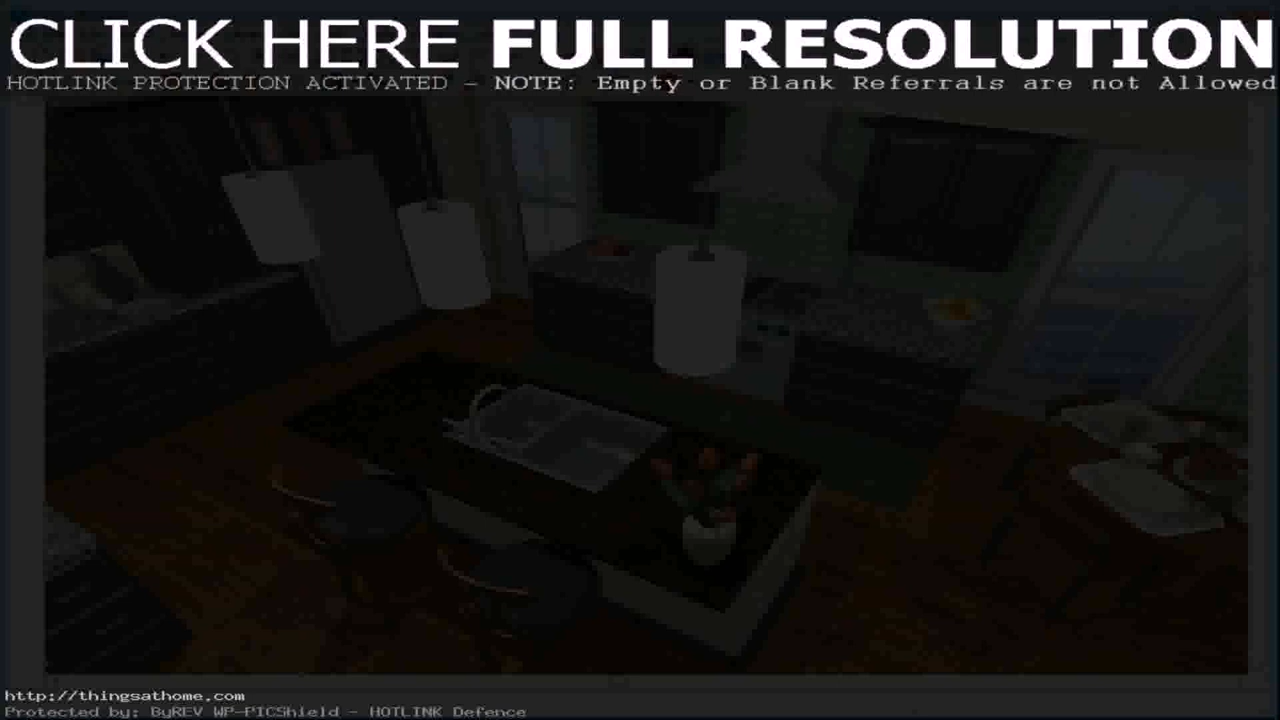 CLICK HERE FULL RESOLUTION
HOTLINK PROTECTION ACTIVATED - NOTE: Empty or Blank Referrals are not Allowed
http://thingsathome.com
Protected by: ByREV WP-PICShield - HOTLINK Defence